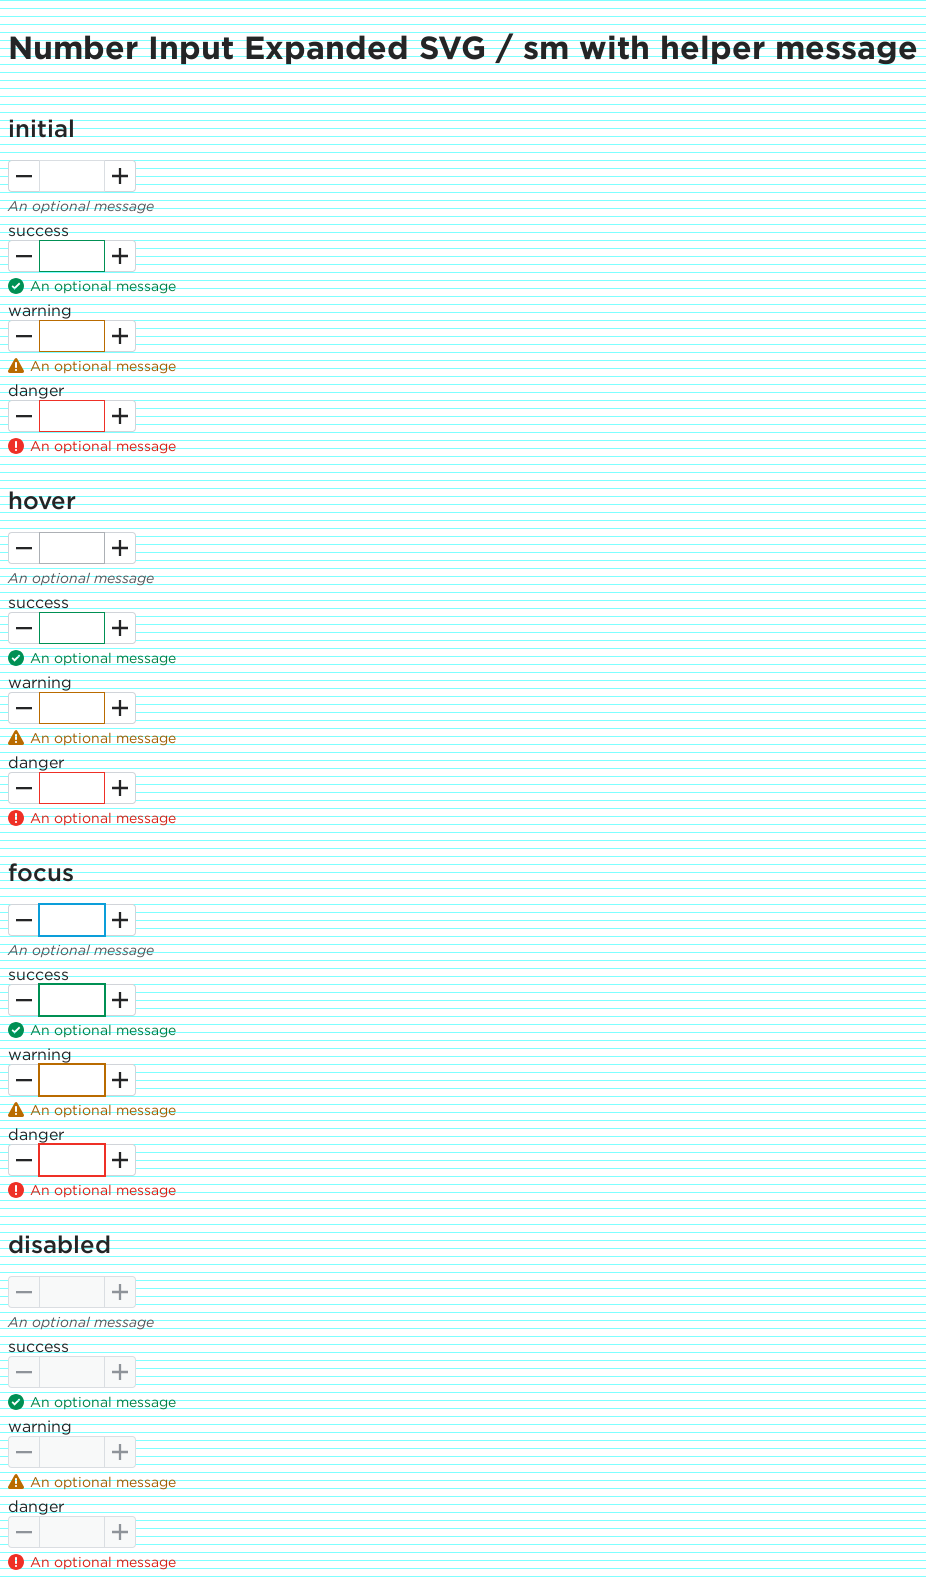 Number Input Expanded SVG / sm with helper message
initial
An optional message
success
An optional message
warning
An optional message
danger
An optional message
hover
An optional message
success
An optional message
warning
An optional message
danger
An optional message
focus
An optional message
success
An optional message
warning
An optional message
danger
An optional message
disabled
An optional message
success
An optional message
warning
An optional message
danger
An optional message